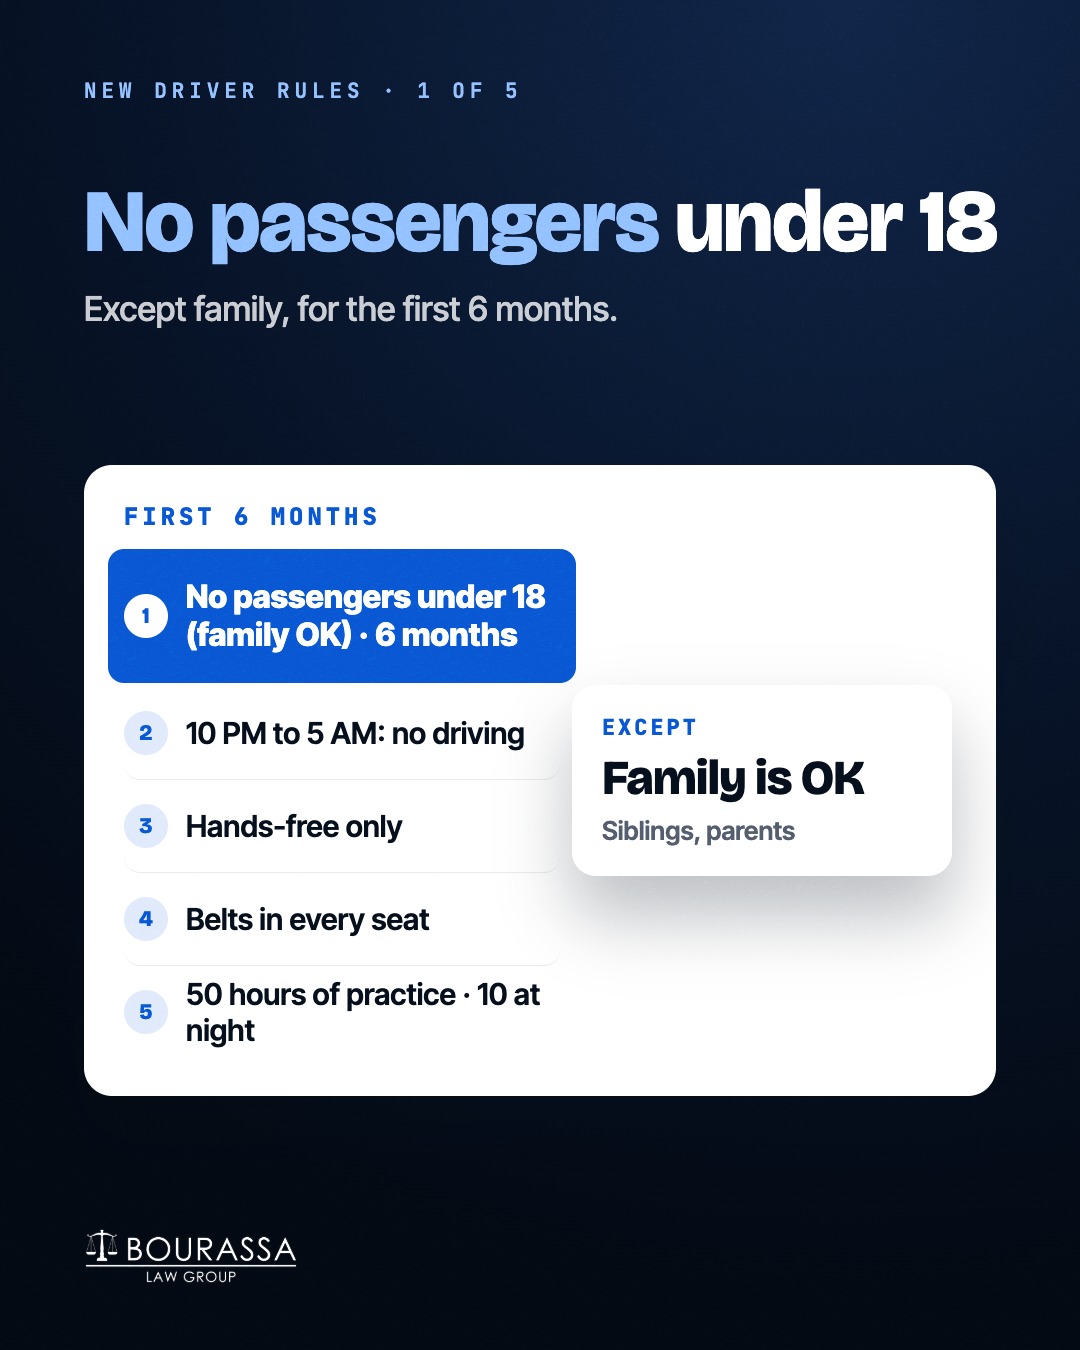 NEW DRIVER RULES · 1 OF 5
No passengers under 18
Except family, for the first 6 months.
FIRST 6 MONTHS
1
No passengers under 18
(family OK) · 6 months
2
10 PM to 5 AM: no driving
3
Hands-free only
4
Belts in every seat
5
50 hours of practice · 10 at
night
EXCEPT
Family is OK
Siblings, parents
BOURASSA
LAW GROUP